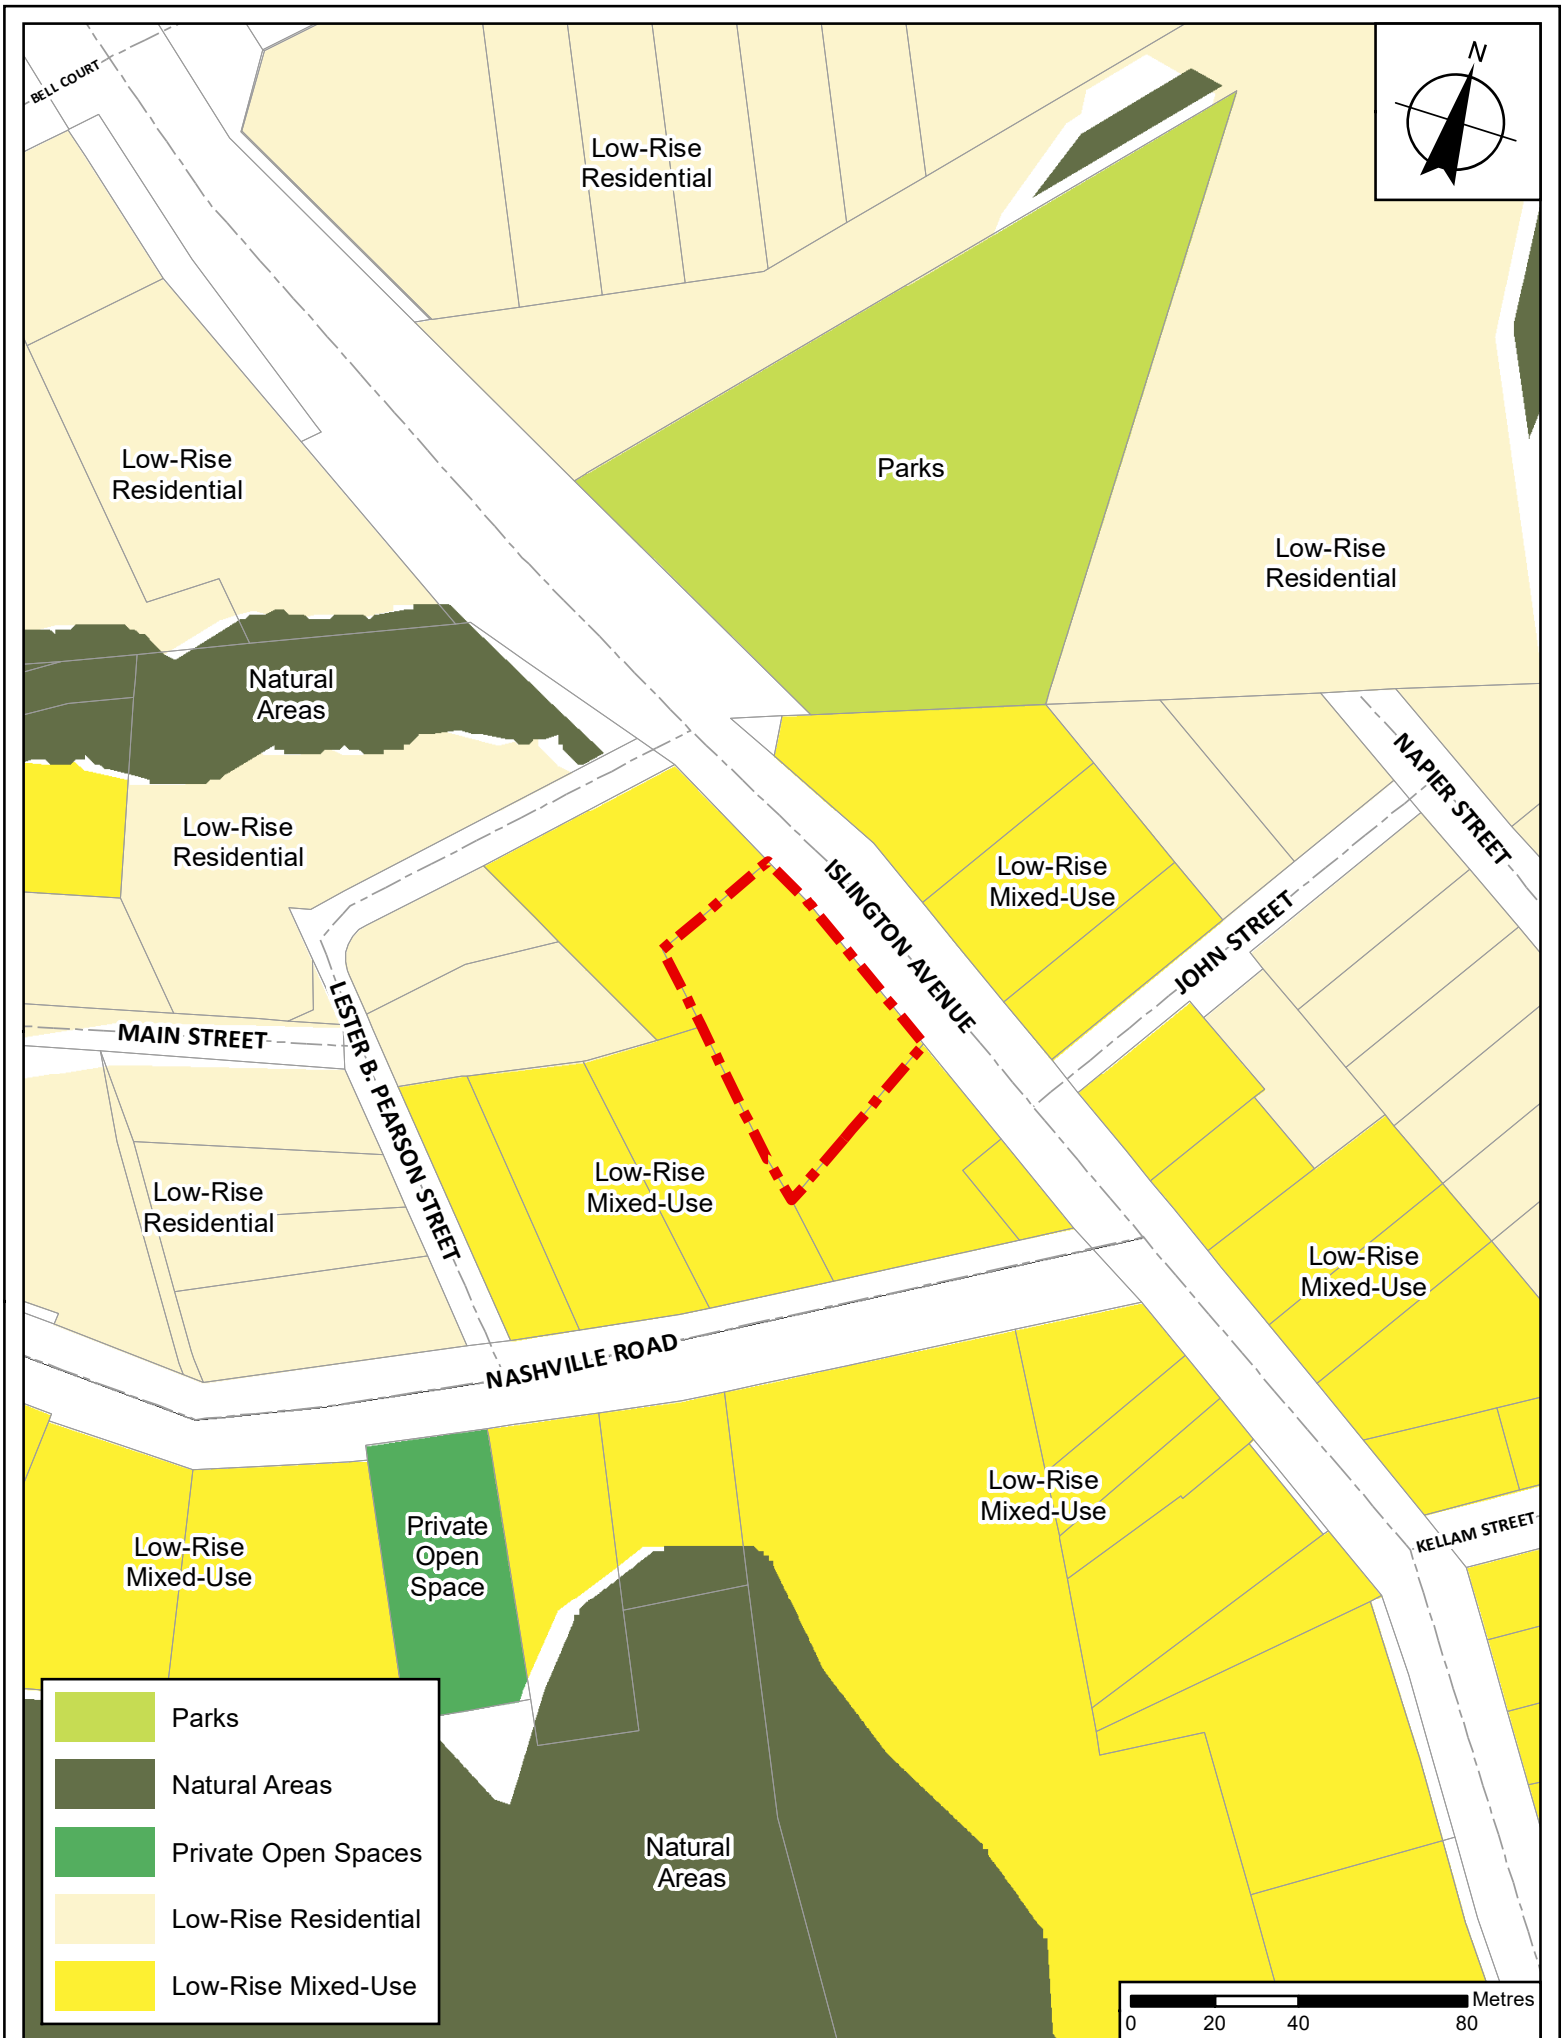 N
BELL COURT
Low-Rise
Residential
Low-Rise
Residential
Parks
Low-Rise
Residential
Natural
Areas
NAPIER STREET
Low-Rise
Residential
Low-Rise
Mixed-Use
ISLINGTON AVENUE
JOHN STREET
MAIN STREET
LESTER B. PEARSON STREET
Low-Rise
Mixed-Use
Low-Rise
Residential
Low-Rise
Mixed-Use
NASHVILLE ROAD
Low-Rise
Mixed-Use
KELLAM STREET
Private
Open
Space
Low-Rise
Mixed-Use
Natural
Areas
Parks
Natural Areas
Private Open Spaces
Low-Rise Residential
Low-Rise Mixed-Use
Metres
0 20 40 80